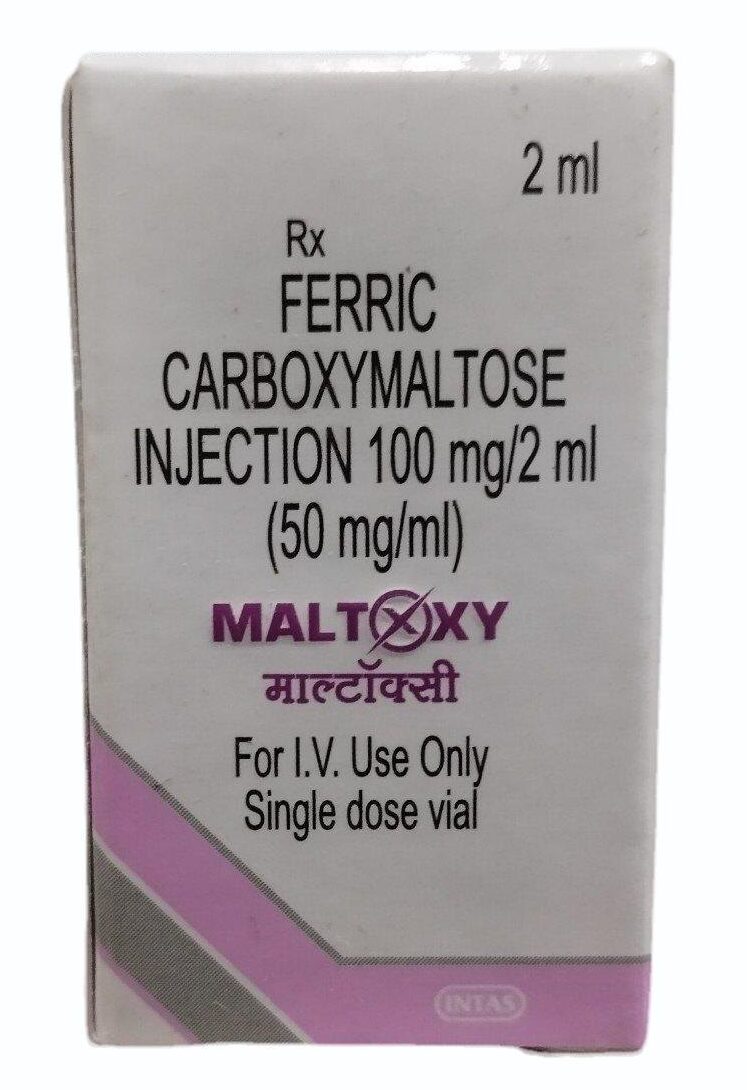 2 ml
Rx
FERRIC
CARBOXYMALTOSE
INJECTION 100 mg/2 ml
(50 mg/ml)
MALTOXY
माल्टॉक्सी
For I.V. Use Only
Single dose vial
INTAS